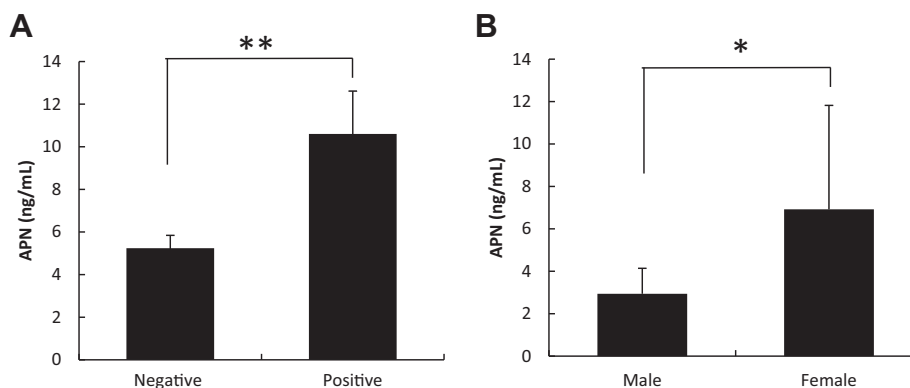 A
**
APN (ng/mL)
14
12
10
8
6
4
2
0
Negative
Positive
B
*
APN (ng/mL)
14
12
10
8
6
4
2
0
Male
Female